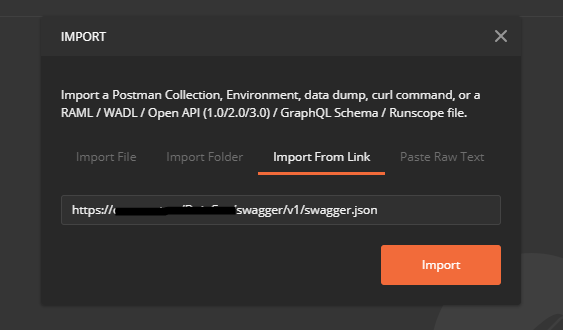 IMPORT
Import a Postman Collection, Environment, data dump, curl command, or a
RAML / WADL / Open API (1.0/2.0/3.0) / GraphQL Schema / Runscope file.
Import File Import Folder Import From Link Paste Raw Text
https:// swagger/v1/swagger.json
Import